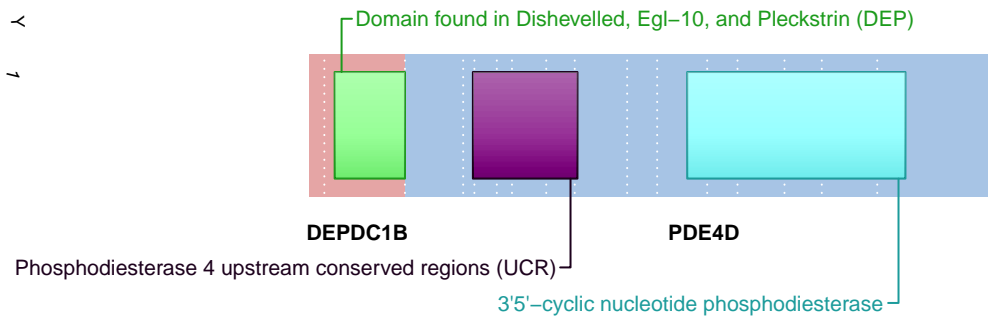 Domain found in Dishevelled, Egl−10, and Pleckstrin (DEP)
Y
1
DEPDC1B
PDE4D
Phosphodiesterase 4 upstream conserved regions (UCR)
3'5'−cyclic nucleotide phosphodiesterase